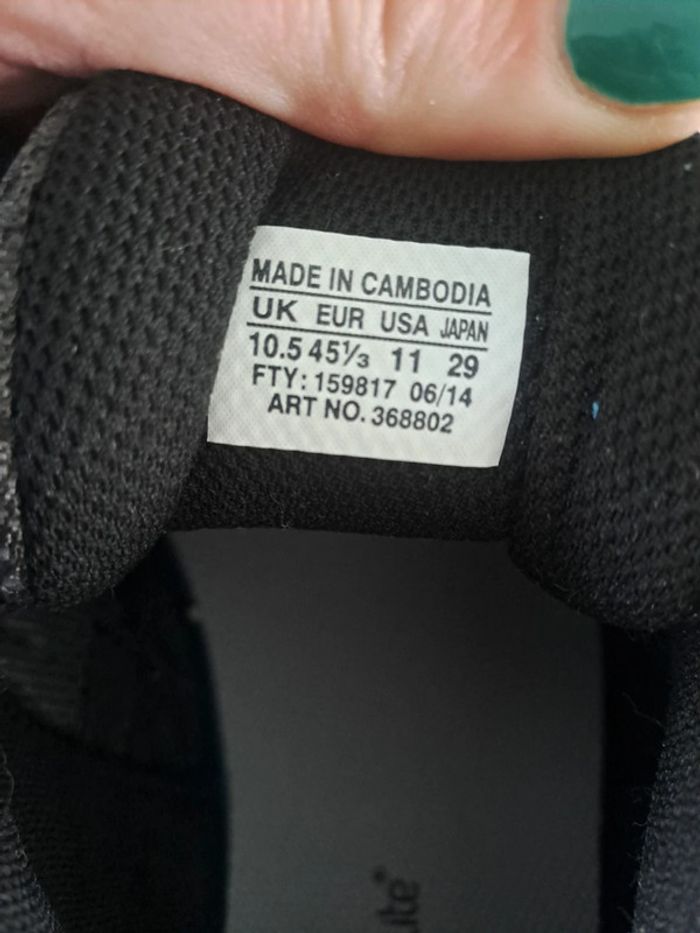 MADE IN CAMBODIA
UK EUR USA JAPAN
10.5 45⅓ 11 29
FTY: 159817 06/14
ART NO. 368802